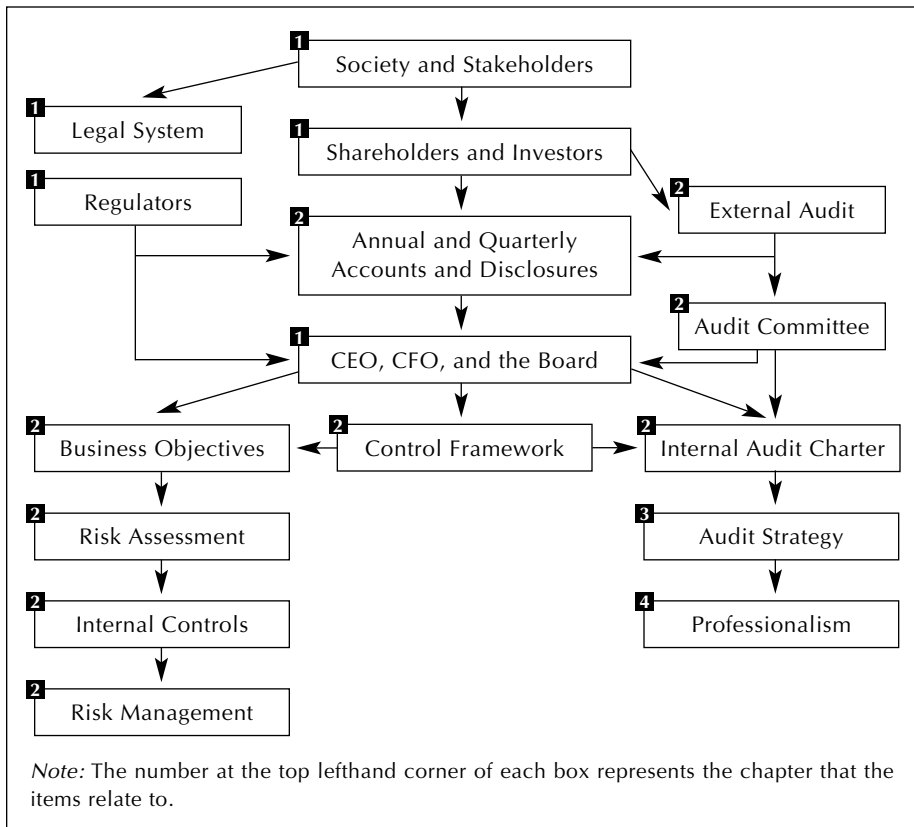 1
Society and Stakeholders
1
Legal System
1
Shareholders and Investors
1
Regulators
2
External Audit
2
Annual and Quarterly
Accounts and Disclosures
2
Audit Committee
1
CEO, CFO, and the Board
2
Business Objectives
2
Control Framework
2
Internal Audit Charter
2
Risk Assessment
3
Audit Strategy
2
Internal Controls
4
Professionalism
2
Risk Management
Note: The number at the top lefthand corner of each box represents the chapter that the
items relate to.